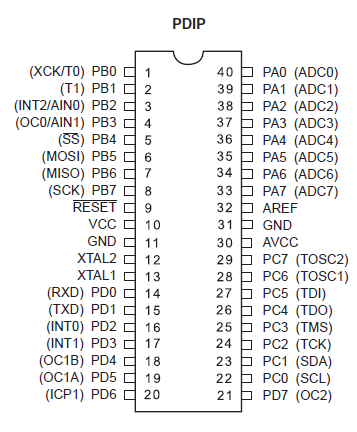 PDIP
(XCK/T0) PB0 1 40 PA0 (ADC0)
(T1) PB1 2 39 PA1 (ADC1)
(INT2/AIN0) PB2 3 38 PA2 (ADC2)
(OC0/AIN1) PB3 4 37 PA3 (ADC3)
(SS) PB4 5 36 PA4 (ADC4)
(MOSI) PB5 6 35 PA5 (ADC5)
(MISO) PB6 7 34 PA6 (ADC6)
(SCK) PB7 8 33 PA7 (ADC7)
RESET 9 32 AREF
VCC 10 31 GND
GND 11 30 AVCC
XTAL2 12 29 PC7 (TOSC2)
XTAL1 13 28 PC6 (TOSC1)
(RXD) PD0 14 27 PC5 (TDI)
(TXD) PD1 15 26 PC4 (TDO)
(INT0) PD2 16 25 PC3 (TMS)
(INT1) PD3 17 24 PC2 (TCK)
(OC1B) PD4 18 23 PC1 (SDA)
(OC1A) PD5 19 22 PC0 (SCL)
(ICP1) PD6 20 21 PD7 (OC2)